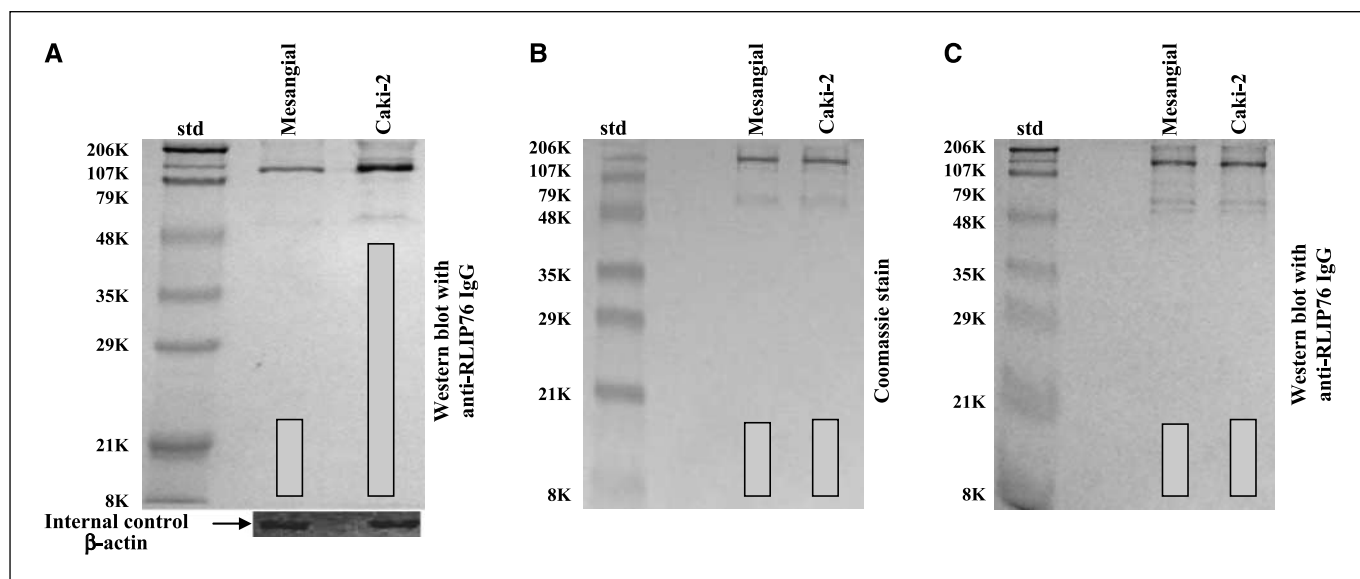 A
std
Mesangial
Caki-2
206K
107K
79K
48K
35K
29K
21K
8K
Western blot with
anti-RLIP76 IgG
Internal control
β-actin
B
std
Mesangial
Caki-2
206K
107K
79K
48K
35K
29K
21K
8K
Coomassie stain
C
std
Mesangial
Caki-2
206K
107K
79K
48K
35K
29K
21K
8K
Western blot with
anti-RLIP76 IgG